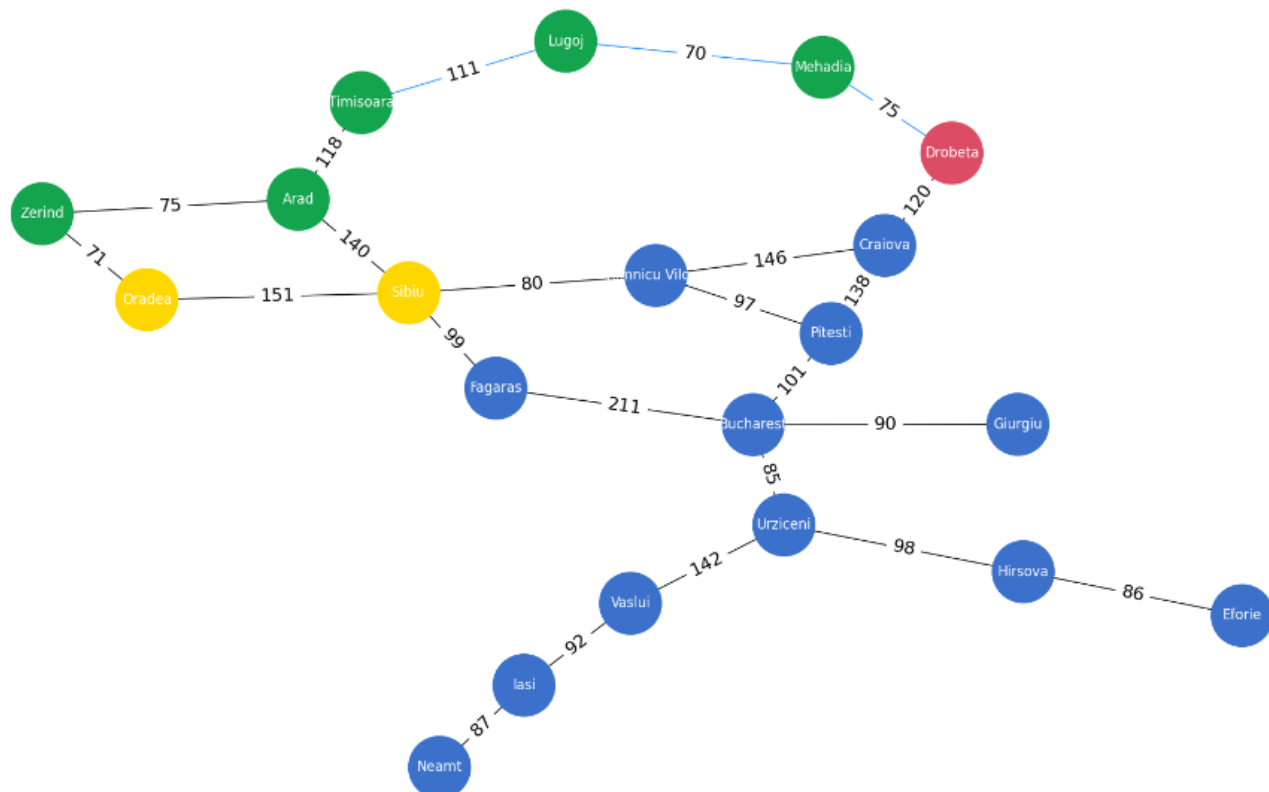 Lugoj
70
Mehadia
111
Timisoara
75
118
Drobeta
Arad
75
Zerind
120
140
Craiova
71
146
mnicu Vilc
80
Oradea
151
Sibiu
97
138
Pitesti
99
101
Fagaras
211
Bucharest
90
Giurgiu
85
Urziceni
98
142
Hirsova
86
Vaslui
Eforie
92
Iasi
87
Neamt